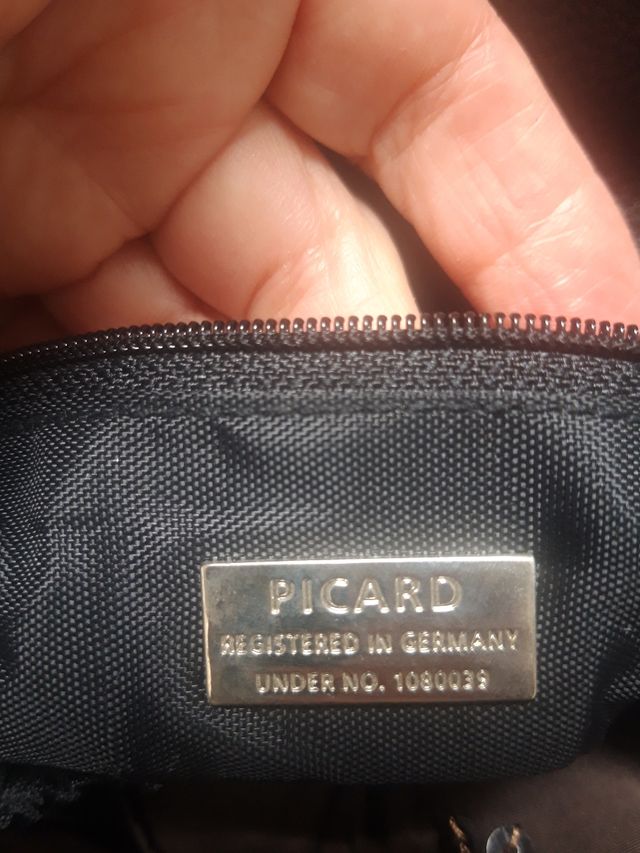 PICARD
REGISTERED IN GERMANY
UNDER NO. 1080039